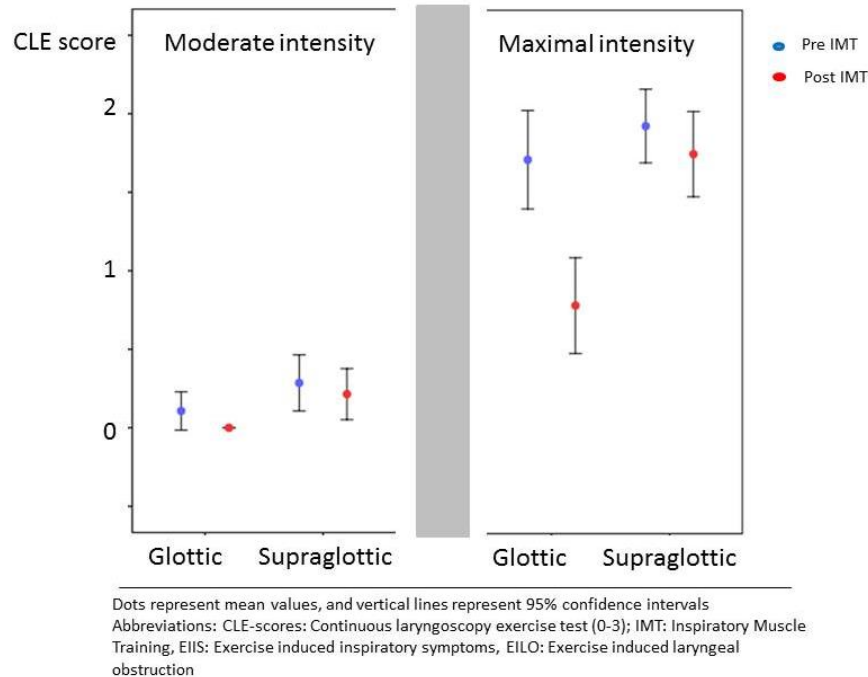 CLE score
Moderate intensity
Maximal intensity
Pre IMT
Post IMT
2
1
0
Glottic
Supraglottic
Glottic
Supraglottic
Dots represent mean values, and vertical lines represent 95% confidence intervals
Abbreviations: CLE-scores: Continuous laryngoscopy exercise test (0-3); IMT: Inspiratory Muscle
Training, EIIS: Exercise induced inspiratory symptoms, EILO: Exercise induced laryngeal
obstruction